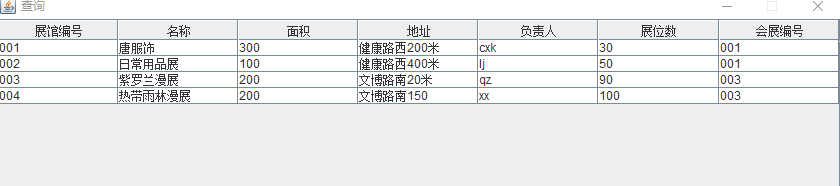 查询
展馆编号 名称 面积 地址 负责人 展位数 会展编号
001 唐服饰 300 健康路西200米 cxk 30 001
002 日常用品展 100 健康路西400米 lj 50 001
003 紫罗兰漫展 200 文博路南20米 qz 90 003
004 热带雨林漫展 200 文博路南150 xx 100 003